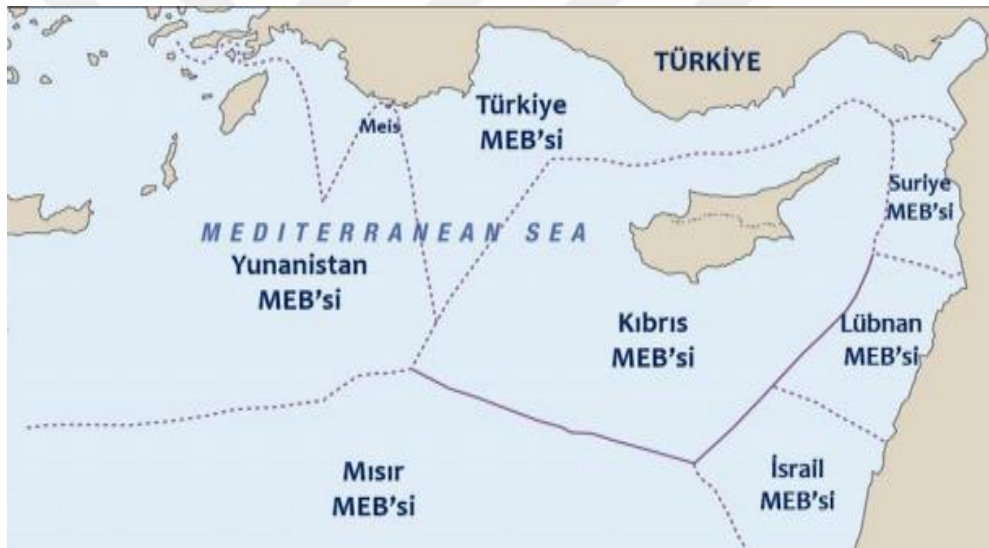 TÜRKİYE
Türkiye
MEB'si
Meis
Suriye
MEB'si
MEDITERRANEAN SEA
Yunanistan
MEB'si
Kıbrıs
MEB'si
Lübnan
MEB'si
Mısır
MEB'si
İsrail
MEB'si